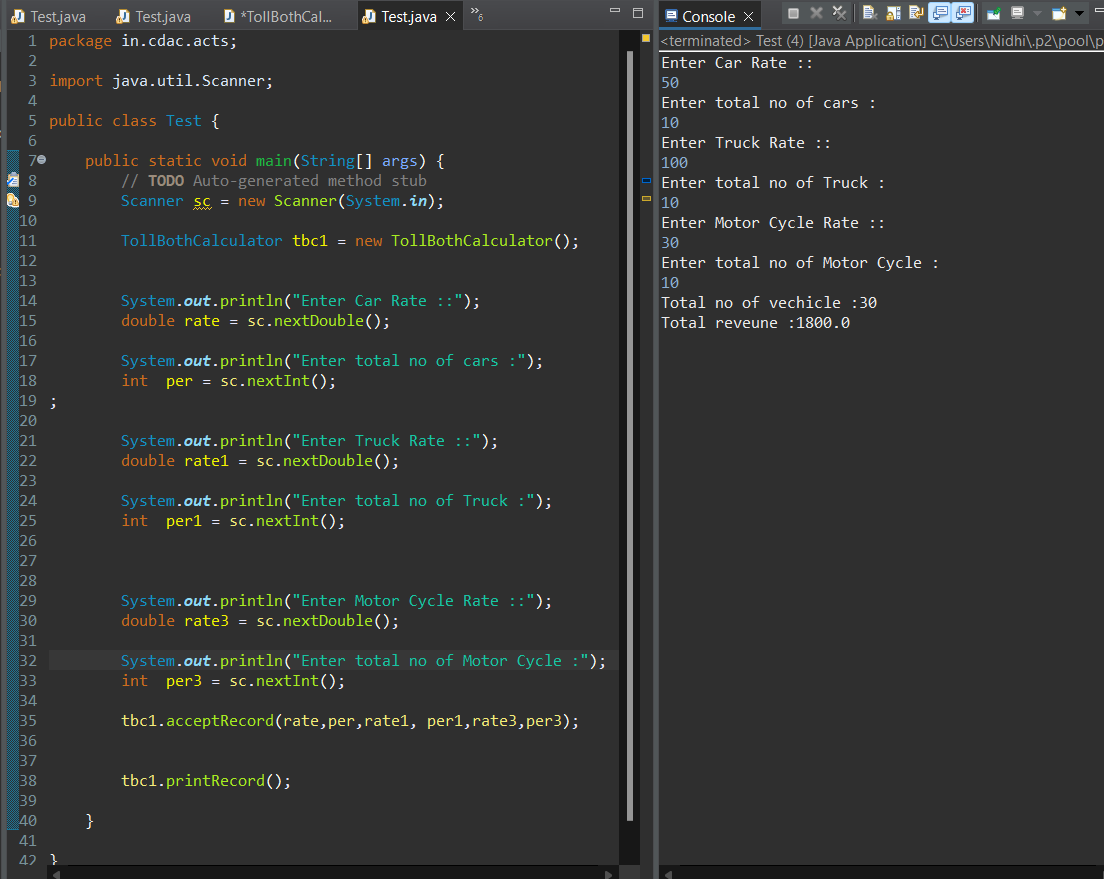 Test.java Test.java *TollBothCal... Test.java »6
1 package in.cdac.acts;
2
3 import java.util.Scanner;
4
5 public class Test {
6
7 public static void main(String[] args) {
8 // TODO Auto-generated method stub
9 Scanner sc = new Scanner(System.in);
10
11 TollBothCalculator tbc1 = new TollBothCalculator();
12
13
14 System.out.println("Enter Car Rate ::");
15 double rate = sc.nextDouble();
16
17 System.out.println("Enter total no of cars :");
18 int  per = sc.nextInt();
19 ;
20
21 System.out.println("Enter Truck Rate ::");
22 double rate1 = sc.nextDouble();
23
24 System.out.println("Enter total no of Truck :");
25 int  per1 = sc.nextInt();
26
27
28
29 System.out.println("Enter Motor Cycle Rate ::");
30 double rate3 = sc.nextDouble();
31
32 System.out.println("Enter total no of Motor Cycle :");
33 int  per3 = sc.nextInt();
34
35 tbc1.acceptRecord(rate,per,rate1, per1,rate3,per3);
36
37
38 tbc1.printRecord();
39
40 }
41
42 }
Console
<terminated> Test (4) [Java Application] C:\Users\Nidhi\.p2\pool\p
Enter Car Rate ::
50
Enter total no of cars :
10
Enter Truck Rate ::
100
Enter total no of Truck :
10
Enter Motor Cycle Rate ::
30
Enter total no of Motor Cycle :
10
Total no of vechicle :30
Total reveune :1800.0